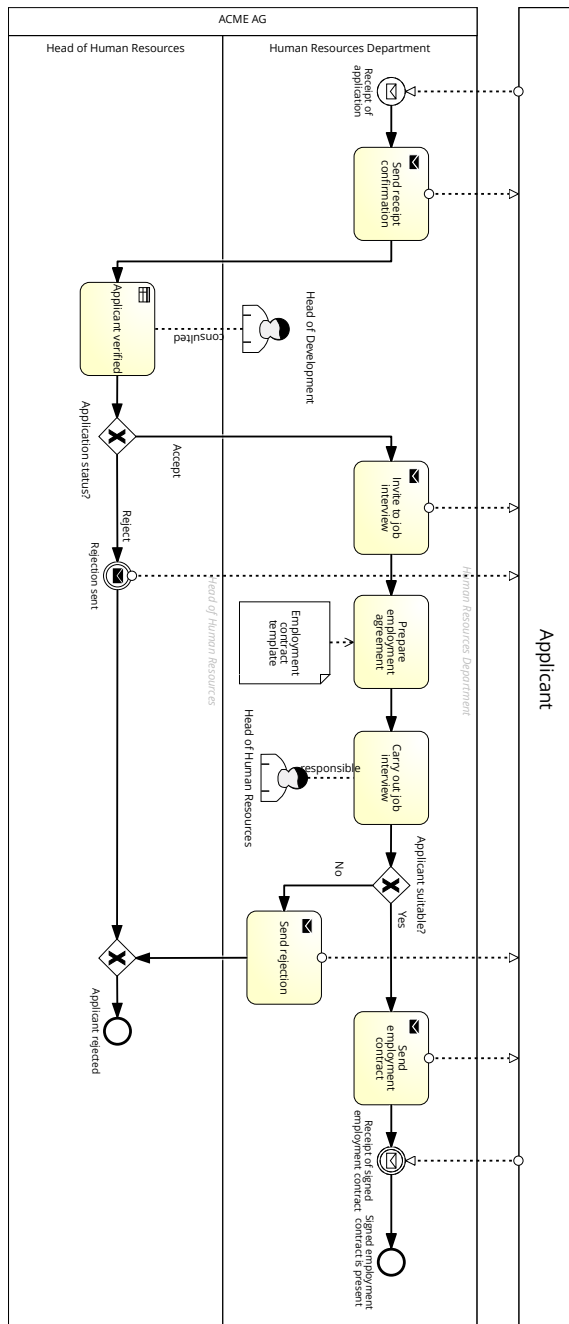 ACME AG
Head of Human Resources
Human Resources Department
Applicant
Receipt of
application
Send receipt
confirmation
Applicant verified
consulted
Head of Development
Application status?
Accept
Reject
Invite to job
interview
Rejection sent
Head of Human Resources
Human Resources Department
Prepare
employment
agreement
Employment
contract
template
Carry out job
interview
responsible
Head of Human Resources
Applicant suitable?
No
Yes
Send rejection
Applicant rejected
Send
employment
contract
Receipt of signed
employment contract
Signed employment
contract is present